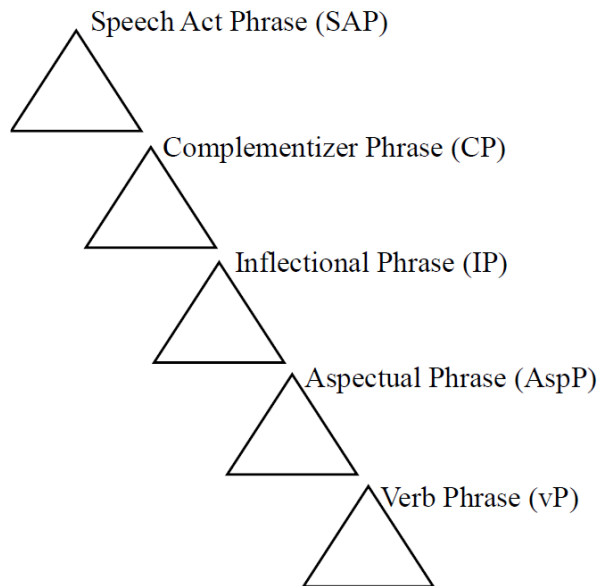 Speech Act Phrase (SAP)
Complementizer Phrase (CP)
Inflectional Phrase (IP)
Aspectual Phrase (AspP)
Verb Phrase (vP)